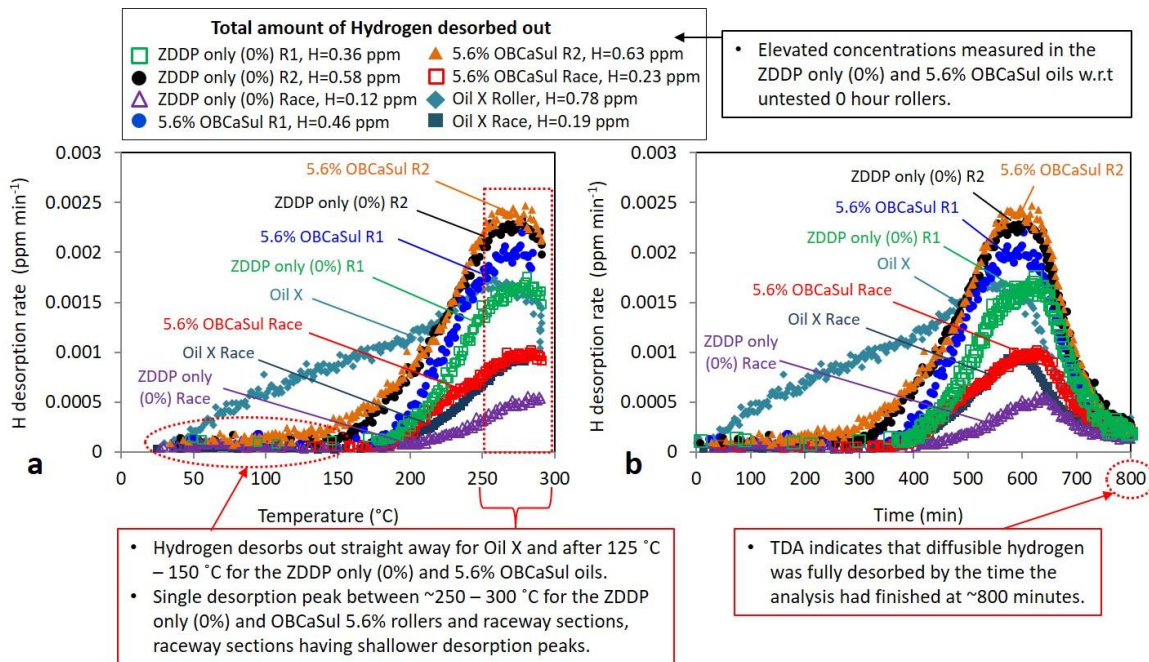 Total amount of Hydrogen desorbed out
ZDDP only (0%) R1, H=0.36 ppm
ZDDP only (0%) R2, H=0.58 ppm
ZDDP only (0%) Race, H=0.12 ppm
5.6% OBCaSul R1, H=0.46 ppm
5.6% OBCaSul R2, H=0.63 ppm
5.6% OBCaSul Race, H=0.23 ppm
Oil X Roller, H=0.78 ppm
Oil X Race, H=0.19 ppm
• Elevated concentrations measured in the
ZDDP only (0%) and 5.6% OBCaSul oils w.r.t
untested 0 hour rollers.
H desorption rate (ppm min⁻¹)
0.003
0.0025
0.002
0.0015
0.001
0.0005
0
5.6% OBCaSul R2
ZDDP only (0%) R2
5.6% OBCaSul R1
ZDDP only (0%) R1
Oil X
5.6% OBCaSul Race
Oil X Race
ZDDP only
(0%) Race
0 50 100 150 200 250 300
a
Temperature (°C)
H desorption rate (ppm min⁻¹)
0.003
0.0025
0.002
0.0015
0.001
0.0005
0
5.6% OBCaSul R2
ZDDP only (0%) R2
5.6% OBCaSul R1
ZDDP only (0%) R1
Oil X
5.6% OBCaSul Race
Oil X Race
ZDDP only
(0%) Race
0 100 200 300 400 500 600 700 800
b
Time (min)
• Hydrogen desorbs out straight away for Oil X and after 125 ˚C
– 150 ˚C for the ZDDP only (0%) and 5.6% OBCaSul oils.
• Single desorption peak between ~250 – 300 ˚C for the ZDDP
only (0%) and OBCaSul 5.6% rollers and raceway sections,
raceway sections having shallower desorption peaks.
• TDA indicates that diffusible hydrogen
was fully desorbed by the time the
analysis had finished at ~800 minutes.